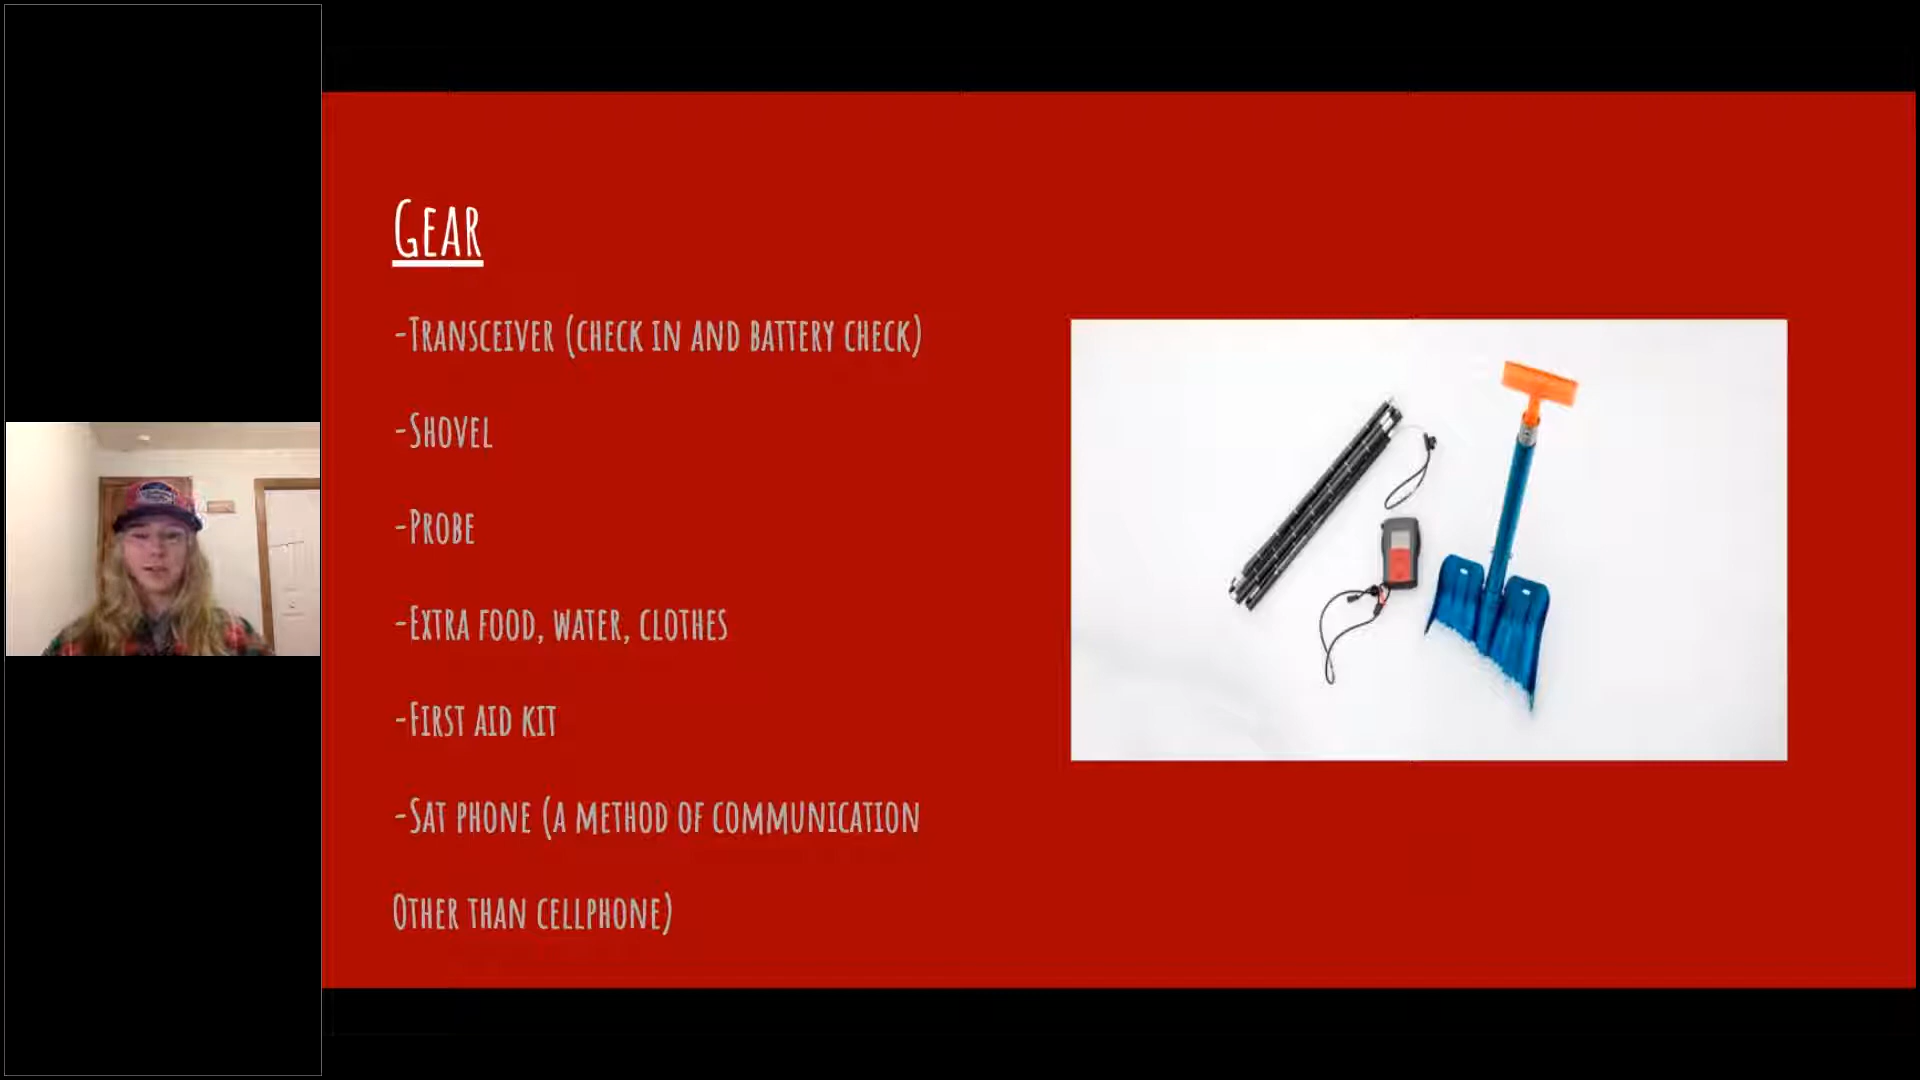 Gear
-Transceiver (check in and battery check)
-Shovel
-Probe
-Extra food, water, clothes
-First aid kit
-Sat phone (a method of communication
Other than cellphone)